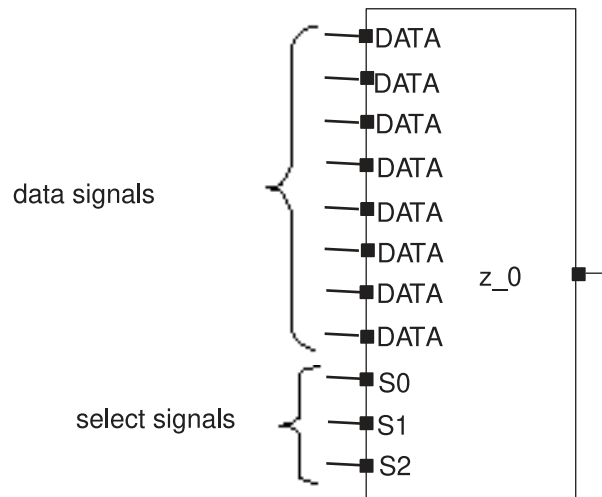 DATA
DATA
DATA
DATA
data signals
DATA
DATA
z_0
DATA
DATA
S0
select signals
S1
S2